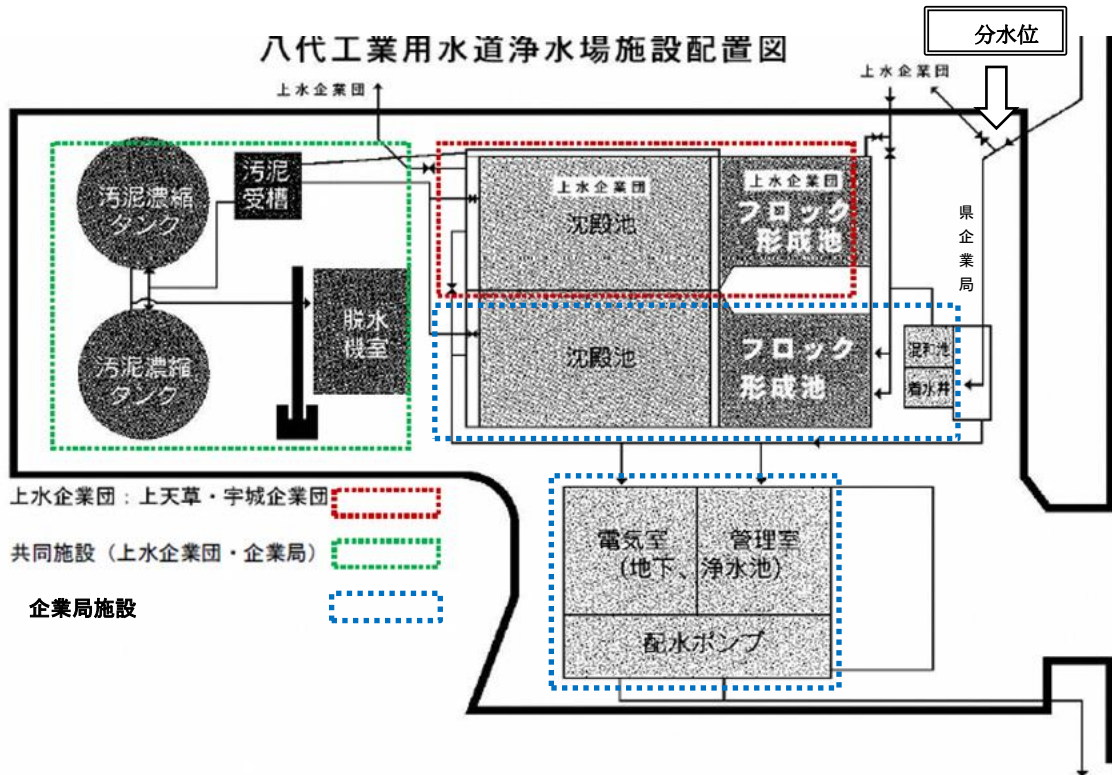 分水位
八代工業用水道浄水場施設配置図
上水企業団
上水企業団
汚泥濃縮
タンク
汚泥
受槽
上水企業団
沈殿池
上水企業団
フロック
形成池
県企業局
脱水
機室
汚泥濃縮
タンク
沈殿池
フロック
形成池
混和池
着水井
上水企業団：上天草・宇城企業団
共同施設（上水企業団・企業局）
企業局施設
電気室
管理室
（地下、浄水池）
配水ポンプ